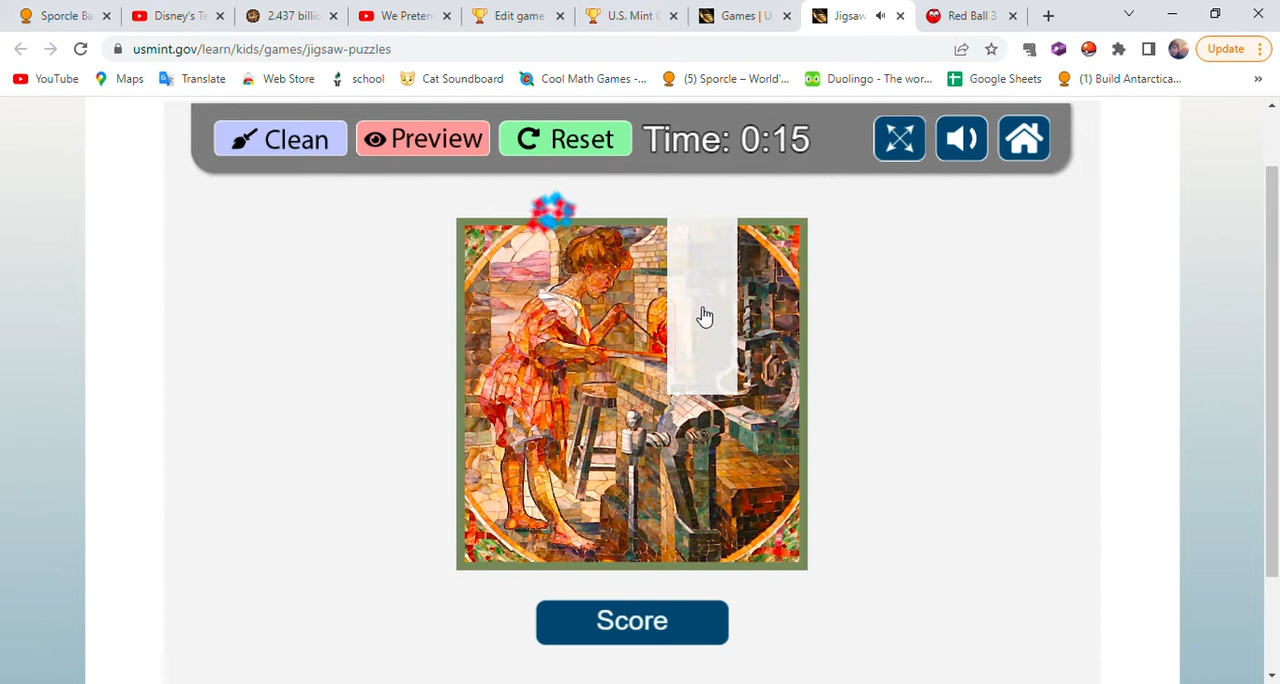 Sporcle Ba
Disney's Te
2.437 billic
We Preten
Edit game
U.S. Mint C
Games | U
Jigsaw
Red Ball 3
usmint.gov/learn/kids/games/jigsaw-puzzles
Update
YouTube
Maps
Translate
Web Store
school
Cat Soundboard
Cool Math Games -...
(5) Sporcle – World'...
Duolingo - The wor...
Google Sheets
(1) Build Antarctica...
»
Clean
Preview
Reset
Time: 0:15
Score